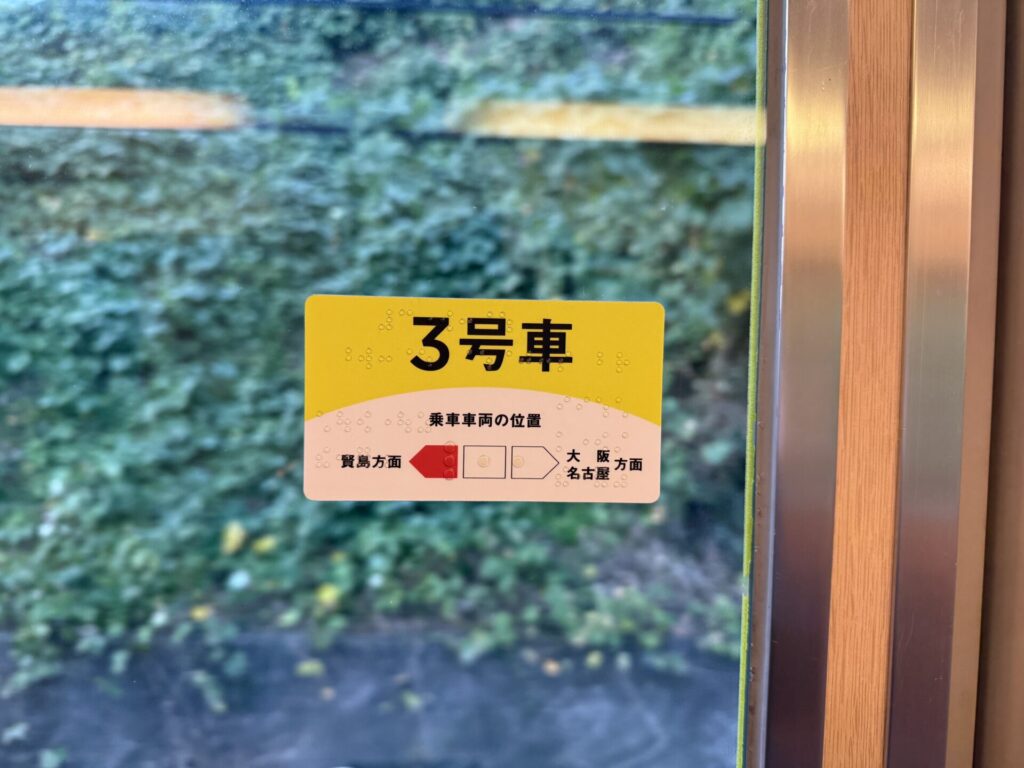 3号車
乗車車両の位置
賢島方面
大阪
名古屋
方面